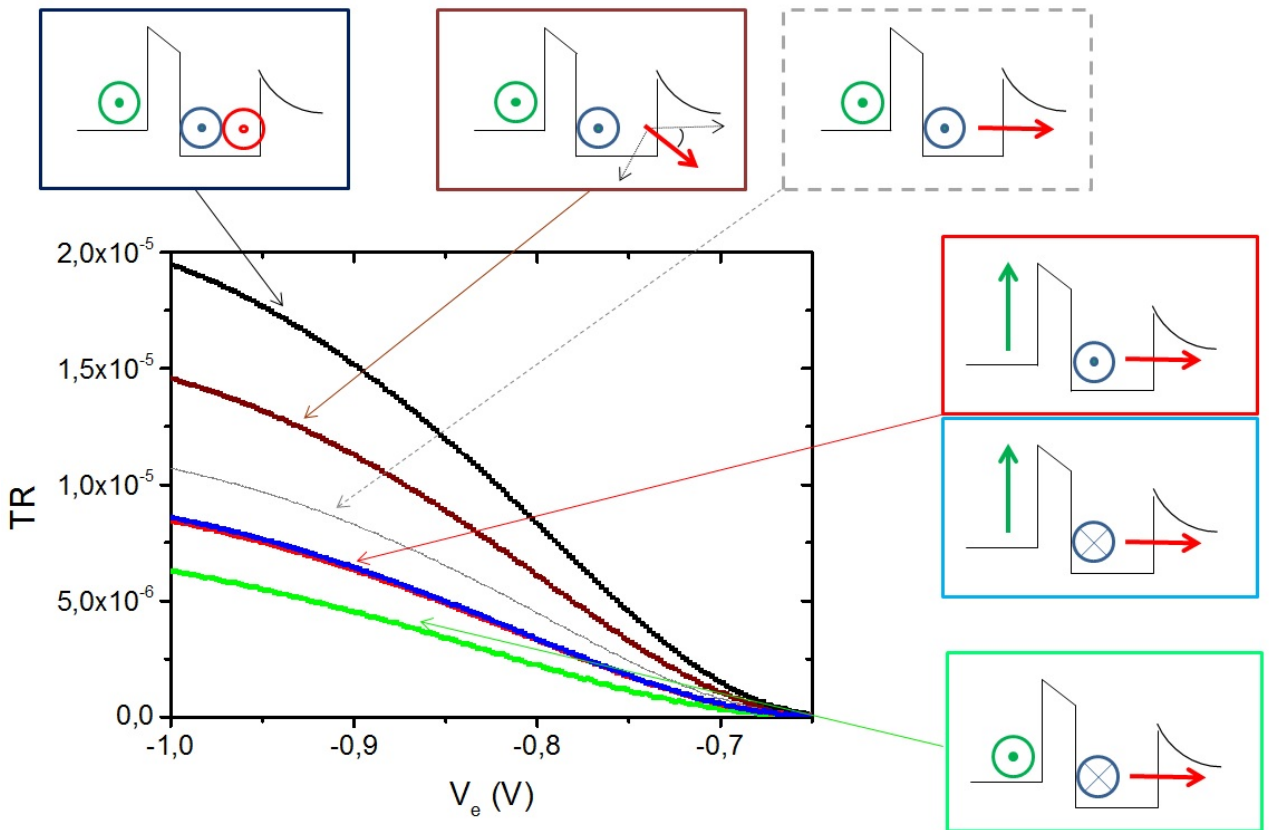 2,0x10⁻⁵
1,5x10⁻⁵
1,0x10⁻⁵
5,0x10⁻⁶
0,0
TR
-1,0 -0,9 -0,8 -0,7
Vₑ (V)